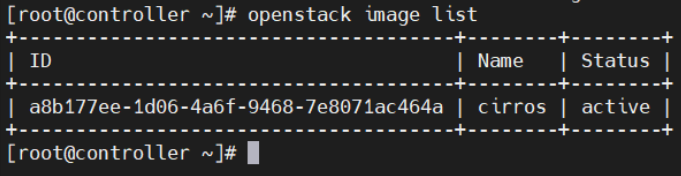 [root@controller ~]# openstack image list
+--------------------------------------+--------+--------+
| ID                                   | Name   | Status |
+--------------------------------------+--------+--------+
| a8b177ee-1d06-4a6f-9468-7e8071ac464a | cirros | active |
+--------------------------------------+--------+--------+
[root@controller ~]#